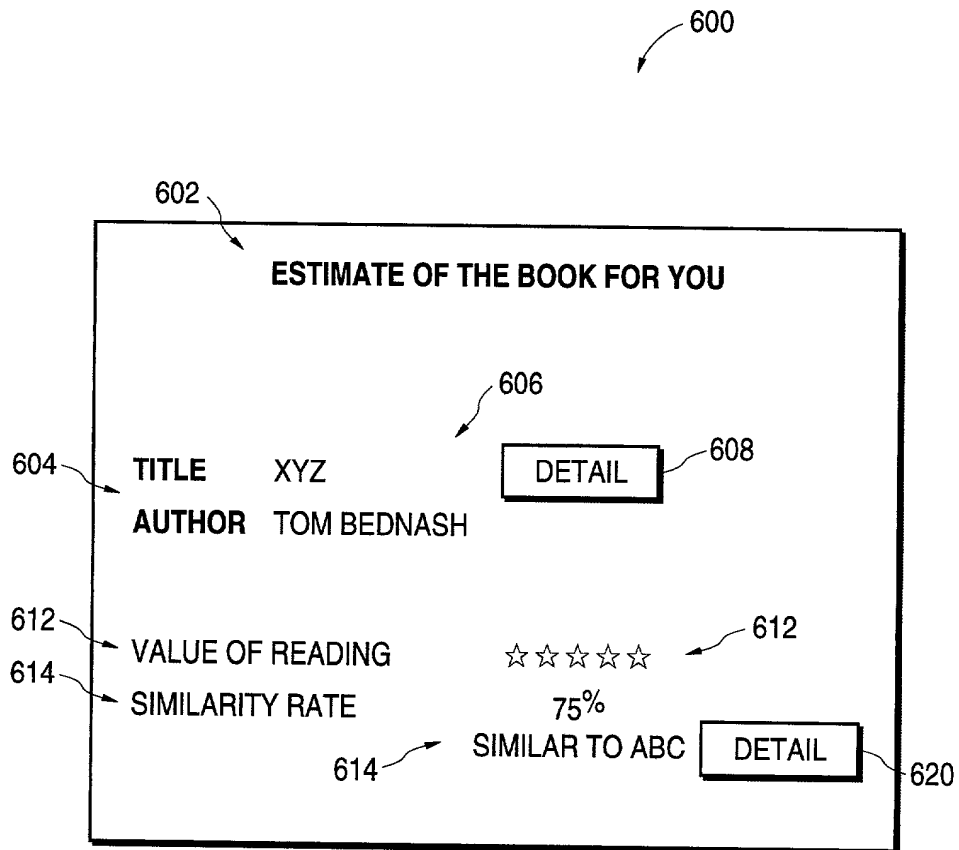 600
602
ESTIMATE OF THE BOOK FOR YOU
606
604 TITLE XYZ DETAIL 608
AUTHOR TOM BEDNASH
612 VALUE OF READING ☆☆☆☆☆ 612
614 SIMILARITY RATE 75%
614 SIMILAR TO ABC DETAIL 620